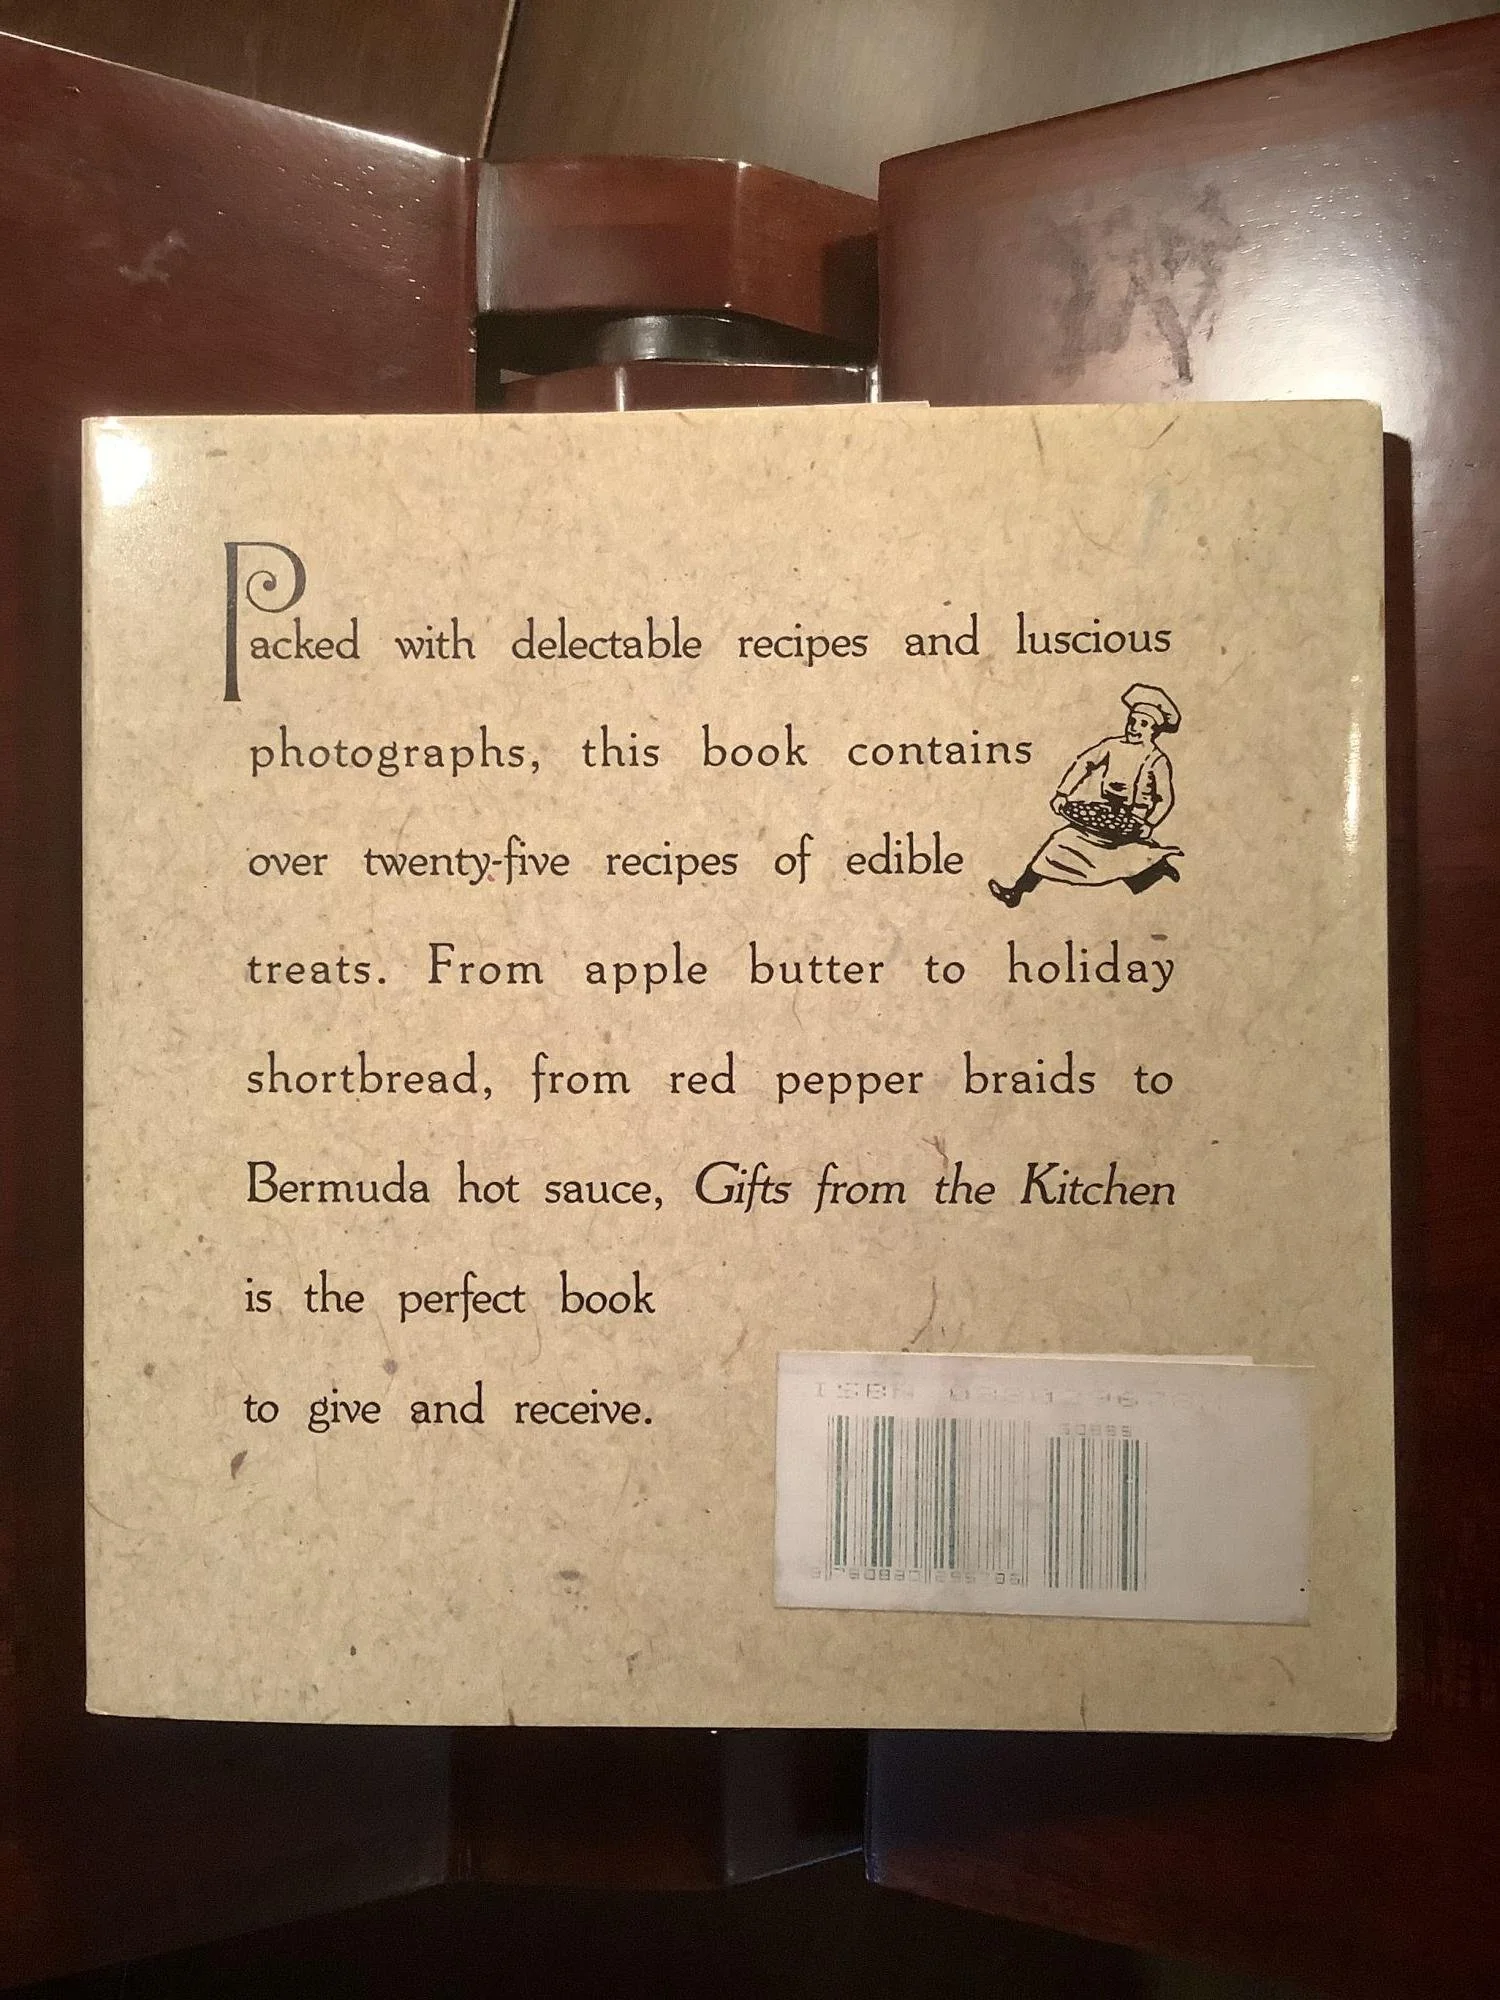 Packed with delectable recipes and luscious
photographs, this book contains
over twenty-five recipes of edible
treats. From apple butter to holiday
shortbread, from red pepper braids to
Bermuda hot sauce, Gifts from the Kitchen
is the perfect book
to give and receive.
ISBN